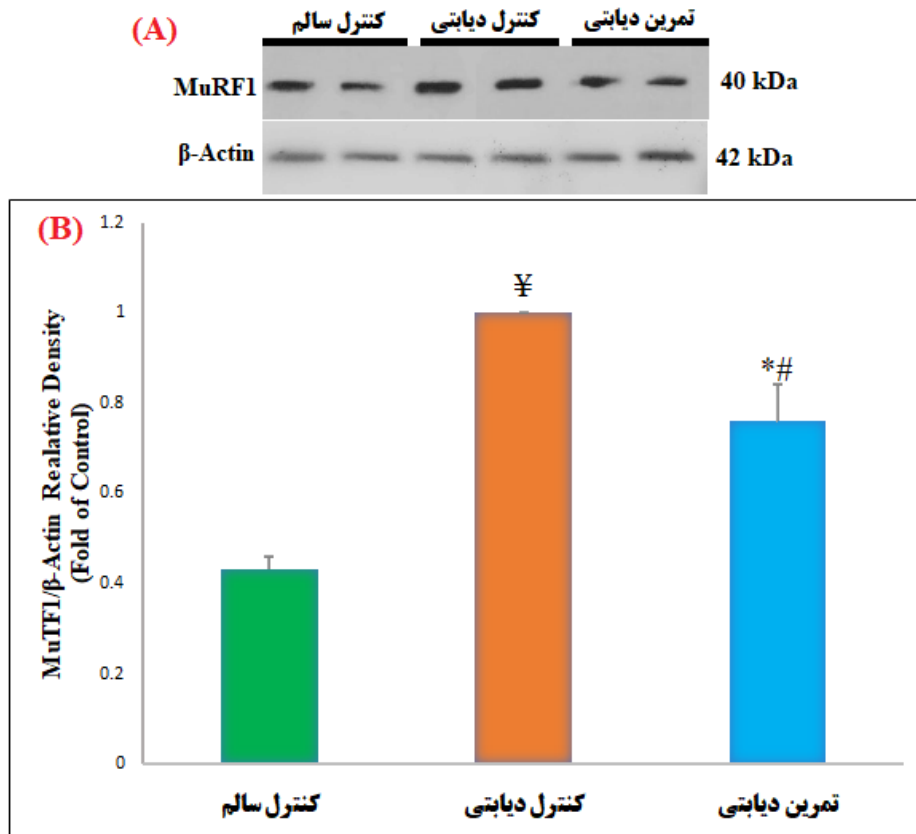 (A)
کنترل سالم کنترل دیابتی تمرین دیابتی
MuRF1 40 kDa
β-Actin 42 kDa
(B)
MuTF1/β-Actin Realative Density
(Fold of Control)
1.2
1
0.8
0.6
0.4
0.2
0
¥
*#
کنترل سالم کنترل دیابتی تمرین دیابتی